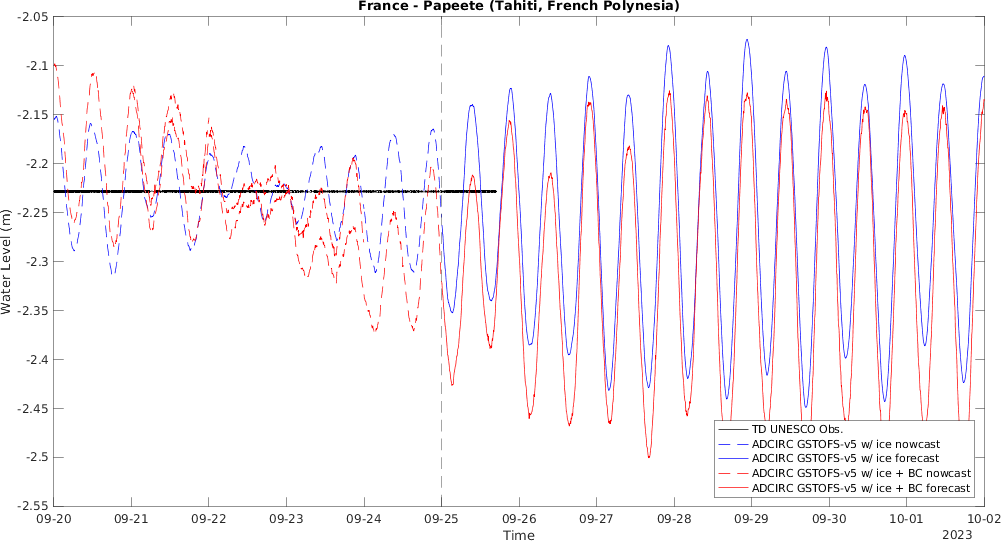 France - Papeete (Tahiti, French Polynesia)
Water Level (m)
-2.05
-2.1
-2.15
-2.2
-2.25
-2.3
-2.35
-2.4
-2.45
-2.5
-2.55
TD UNESCO Obs.
ADCIRC GSTOFS-v5 w/ ice nowcast
ADCIRC GSTOFS-v5 w/ ice forecast
ADCIRC GSTOFS-v5 w/ ice + BC nowcast
ADCIRC GSTOFS-v5 w/ ice + BC forecast
09-20 09-21 09-22 09-23 09-24 09-25 09-26 09-27 09-28 09-29 09-30 10-01 10-02
Time
2023